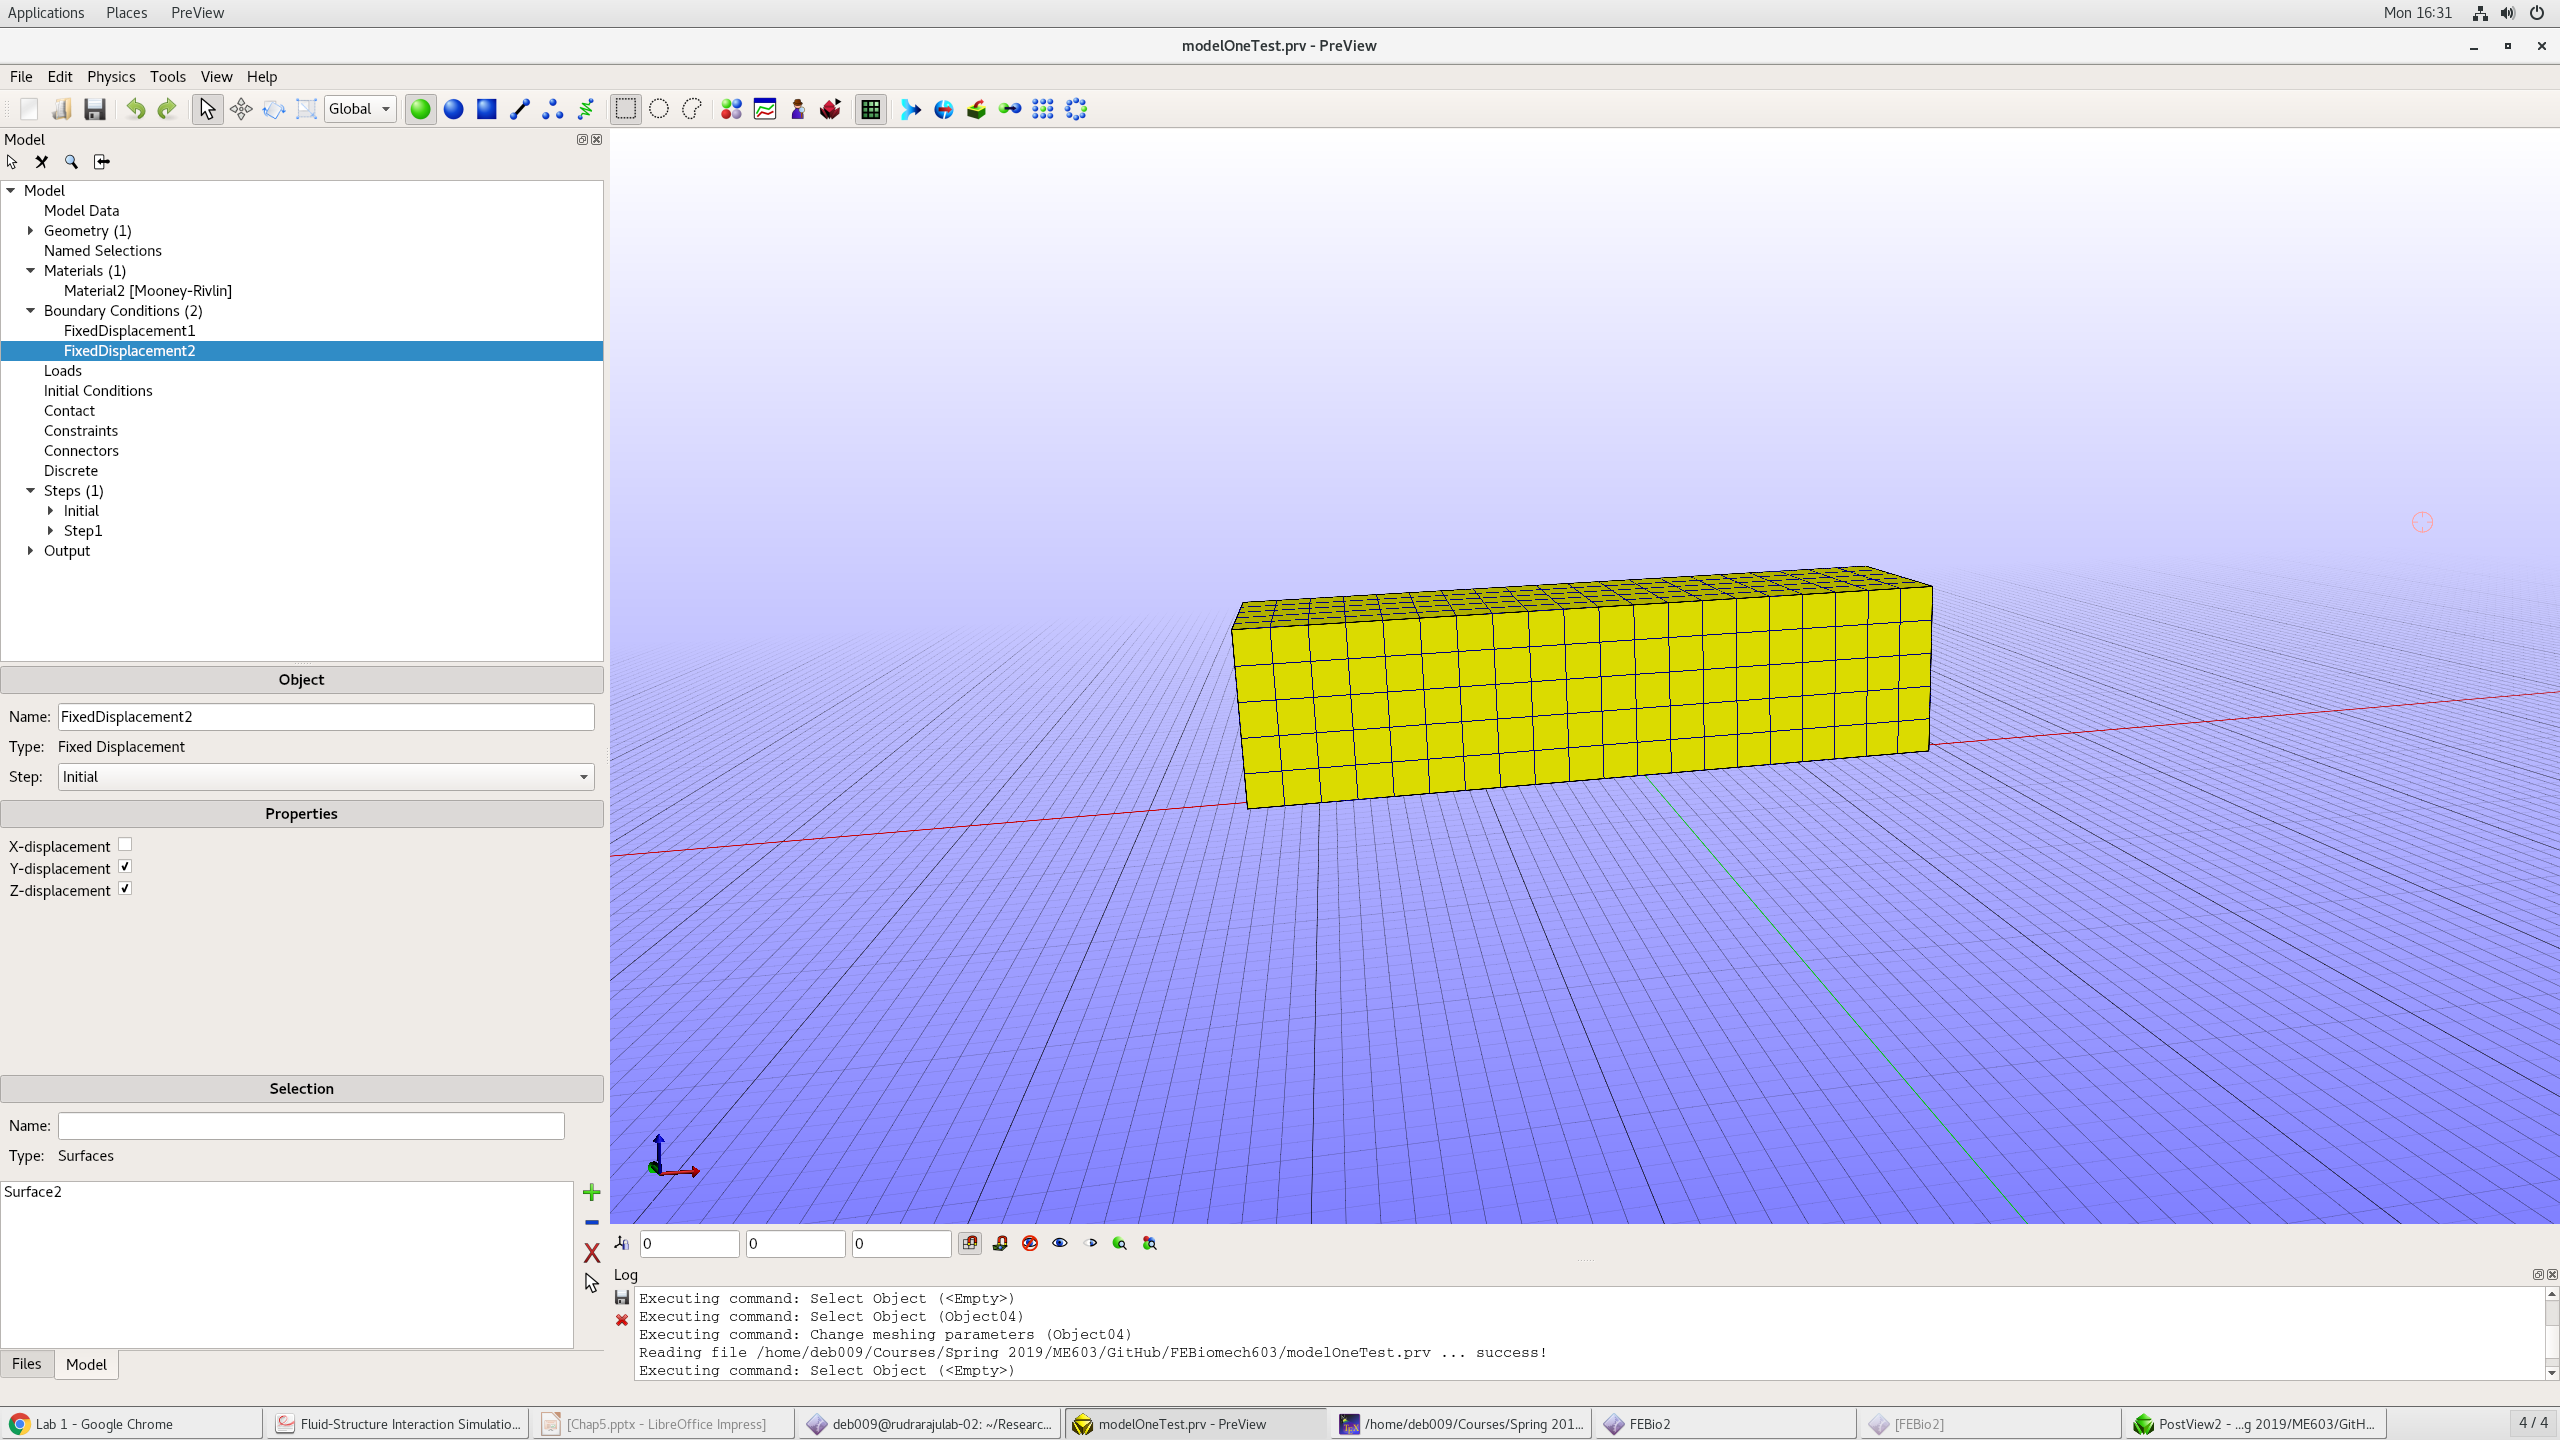 Applications Places PreView Mon 16:31
modelOneTest.prv - PreView
File Edit Physics Tools View Help
Global
Model
Model
Model Data
Geometry (1)
Named Selections
Materials (1)
Material2 [Mooney-Rivlin]
Boundary Conditions (2)
FixedDisplacement1
FixedDisplacement2
Loads
Initial Conditions
Contact
Constraints
Connectors
Discrete
Steps (1)
Initial
Step1
Output
Object
Name: FixedDisplacement2
Type: Fixed Displacement
Step: Initial
Properties
X-displacement
Y-displacement
Z-displacement
Selection
Name:
Type: Surfaces
Surface2
Files Model
0 0 0
Log
Executing command: Select Object (<Empty>)
Executing command: Select Object (Object04)
Executing command: Change meshing parameters (Object04)
Reading file /home/deb009/Courses/Spring 2019/ME603/GitHub/FEBiomech603/modelOneTest.prv ... success!
Executing command: Select Object (<Empty>)
Lab 1 - Google Chrome Fluid-Structure Interaction Simulatio... [Chap5.pptx - LibreOffice Impress] deb009@rudrarajulab-02: ~/Researc... modelOneTest.prv - PreView /home/deb009/Courses/Spring 201... FEBio2 [FEBio2] PostView2 - ...g 2019/ME603/GitH... 4 / 4